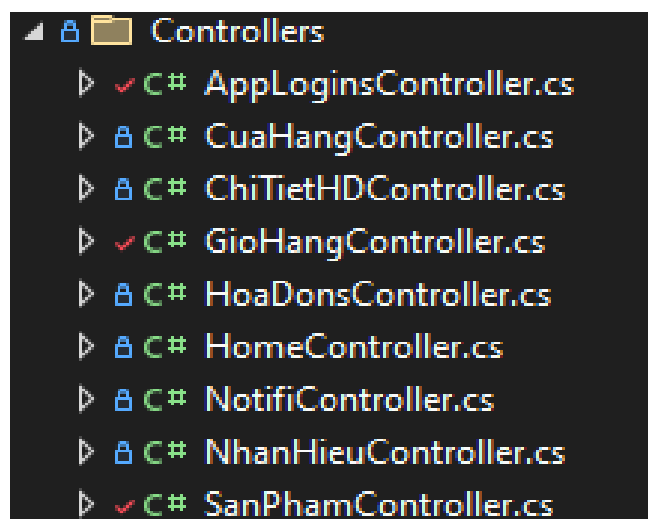 Controllers
C# AppLoginsController.cs
C# CuaHangController.cs
C# ChiTietHDController.cs
C# GioHangController.cs
C# HoaDonsController.cs
C# HomeController.cs
C# NotifiController.cs
C# NhanHieuController.cs
C# SanPhamController.cs